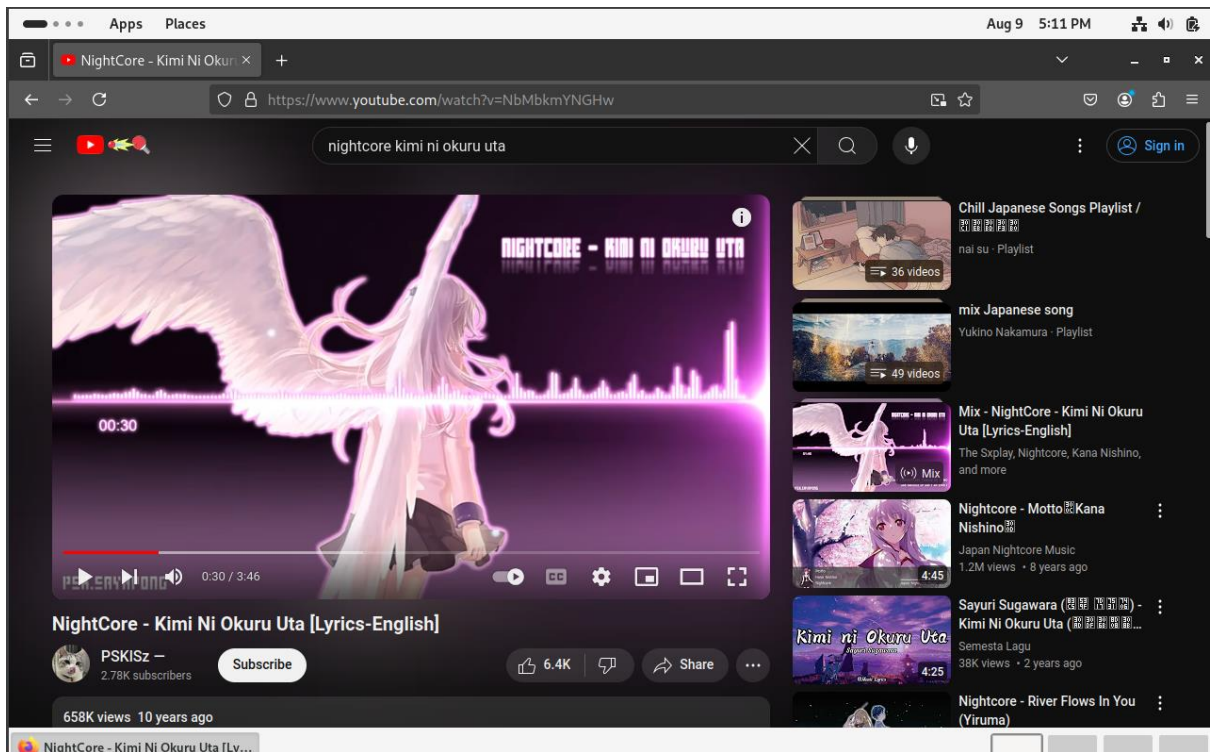 Apps Places Aug 9 5:11 PM
NightCore - Kimi Ni Okuru
https://www.youtube.com/watch?v=NbMbkmYNGHw
nightcore kimi ni okuru uta
Sign in
NIGHTCORE - KIMI NI OKURU UTA
00:30
0:30 / 3:46
CC
NightCore - Kimi Ni Okuru Uta [Lyrics-English]
PSKISz —
2.78K subscribers
Subscribe
6.4K
Share
658K views 10 years ago
Chill Japanese Songs Playlist /
nai su · Playlist
36 videos
mix Japanese song
Yukino Nakamura · Playlist
49 videos
Mix - NightCore - Kimi Ni Okuru
Uta [Lyrics-English]
The Sxplay, Nightcore, Kana Nishino,
and more
Mix
Nightcore - Motto Kana
Nishino
Japan Nightcore Music
1.2M views • 8 years ago
4:45
Sayuri Sugawara ( ) -
Kimi Ni Okuru Uta (
Semesta Lagu
38K views • 2 years ago
Kimi ni Okuru Uta
Sayuri Sugawara
4:25
Nightcore - River Flows In You
(Yiruma)
NightCore - Kimi Ni Okuru Uta [Ly...